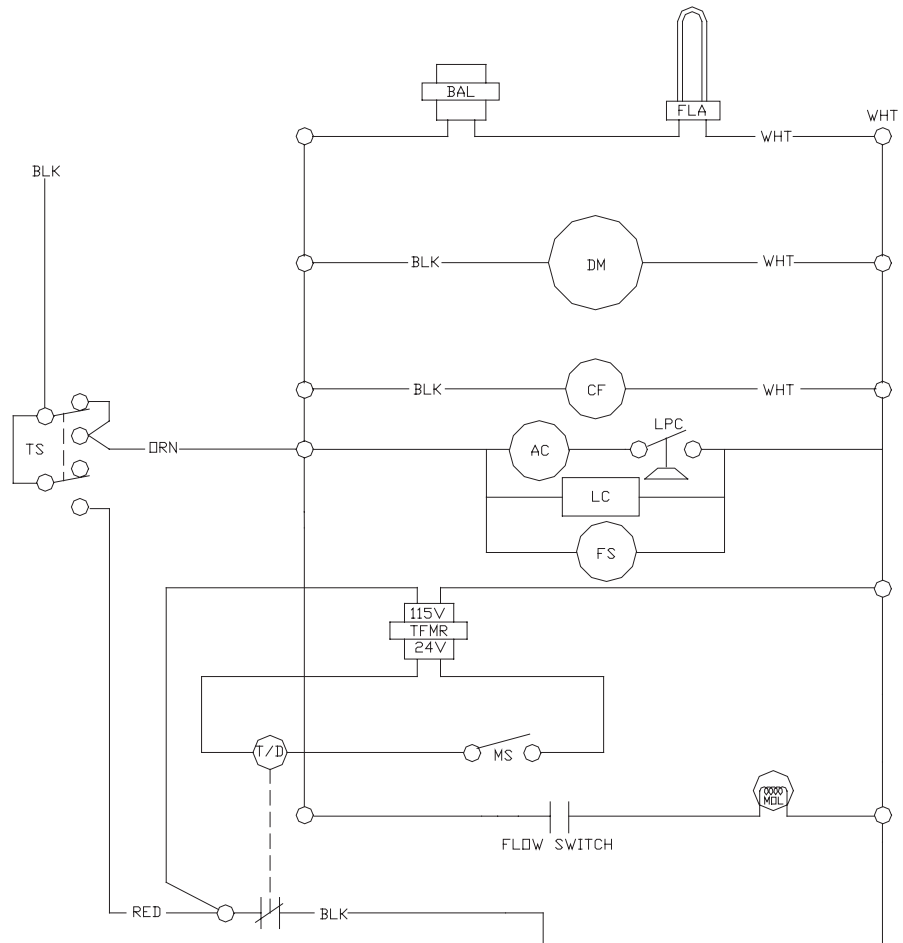 BAL
FLA
WHT
WHT
BLK
BLK
DM
WHT
BLK
CF
WHT
TS
ORN
AC
LPC
LC
FS
115V
TFMR
24V
T/D
MS
MOL
FLOW SWITCH
RED
BLK